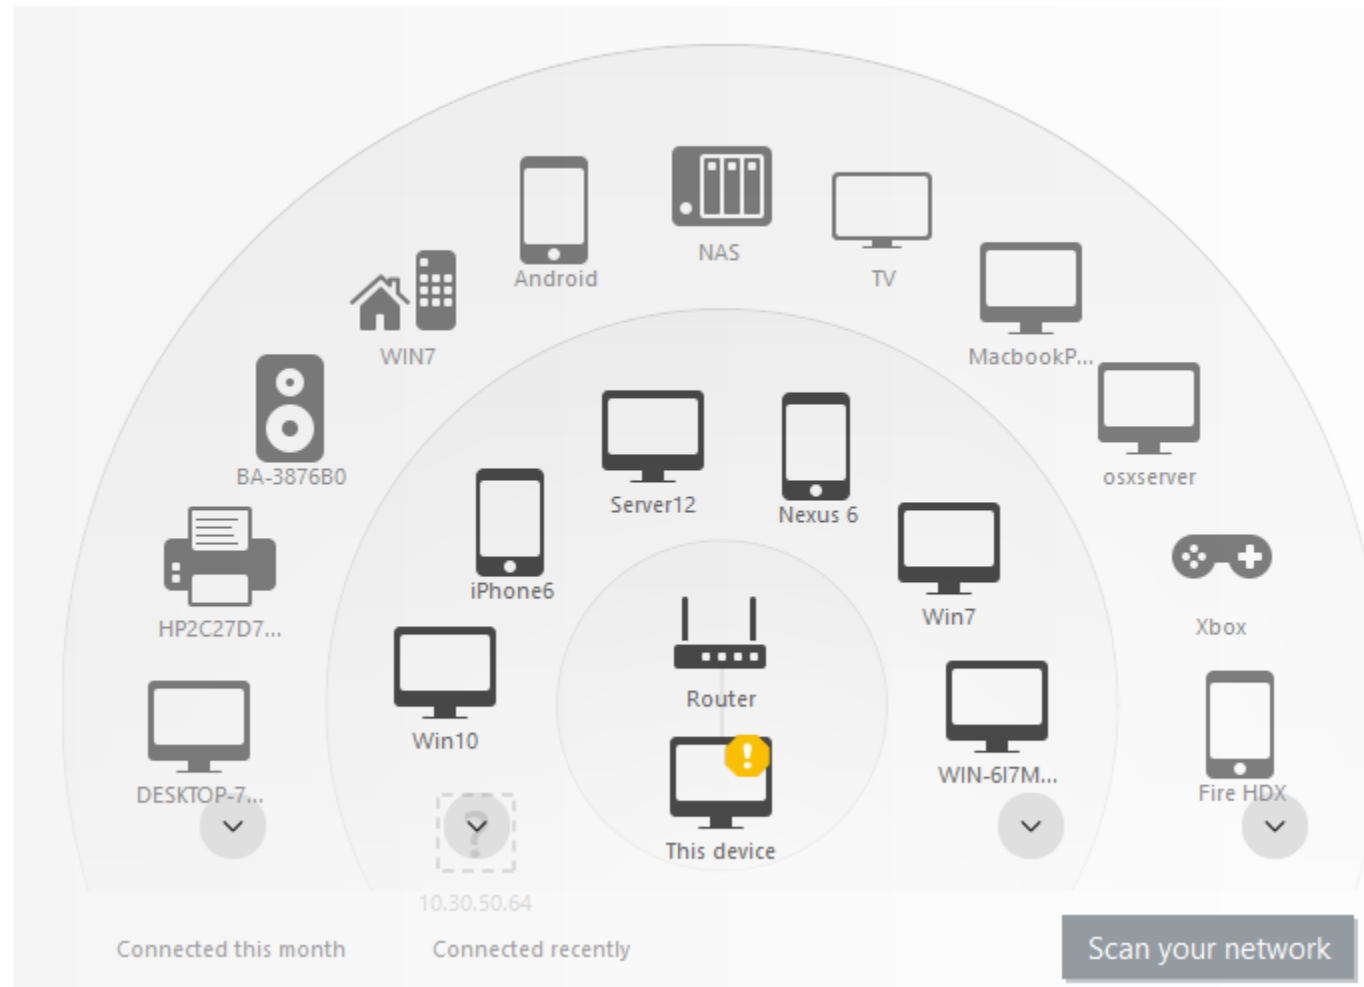 NAS
Android
TV
WIN7
MacbookP...
BA-3876B0
osxserver
Server12
Nexus 6
iPhone6
Win7
HP2C27D7...
Xbox
Router
Win10
WIN-6I7M...
DESKTOP-7...
Fire HDX
?
!
This device
10.30.50.64
Connected this month
Connected recently
Scan your network